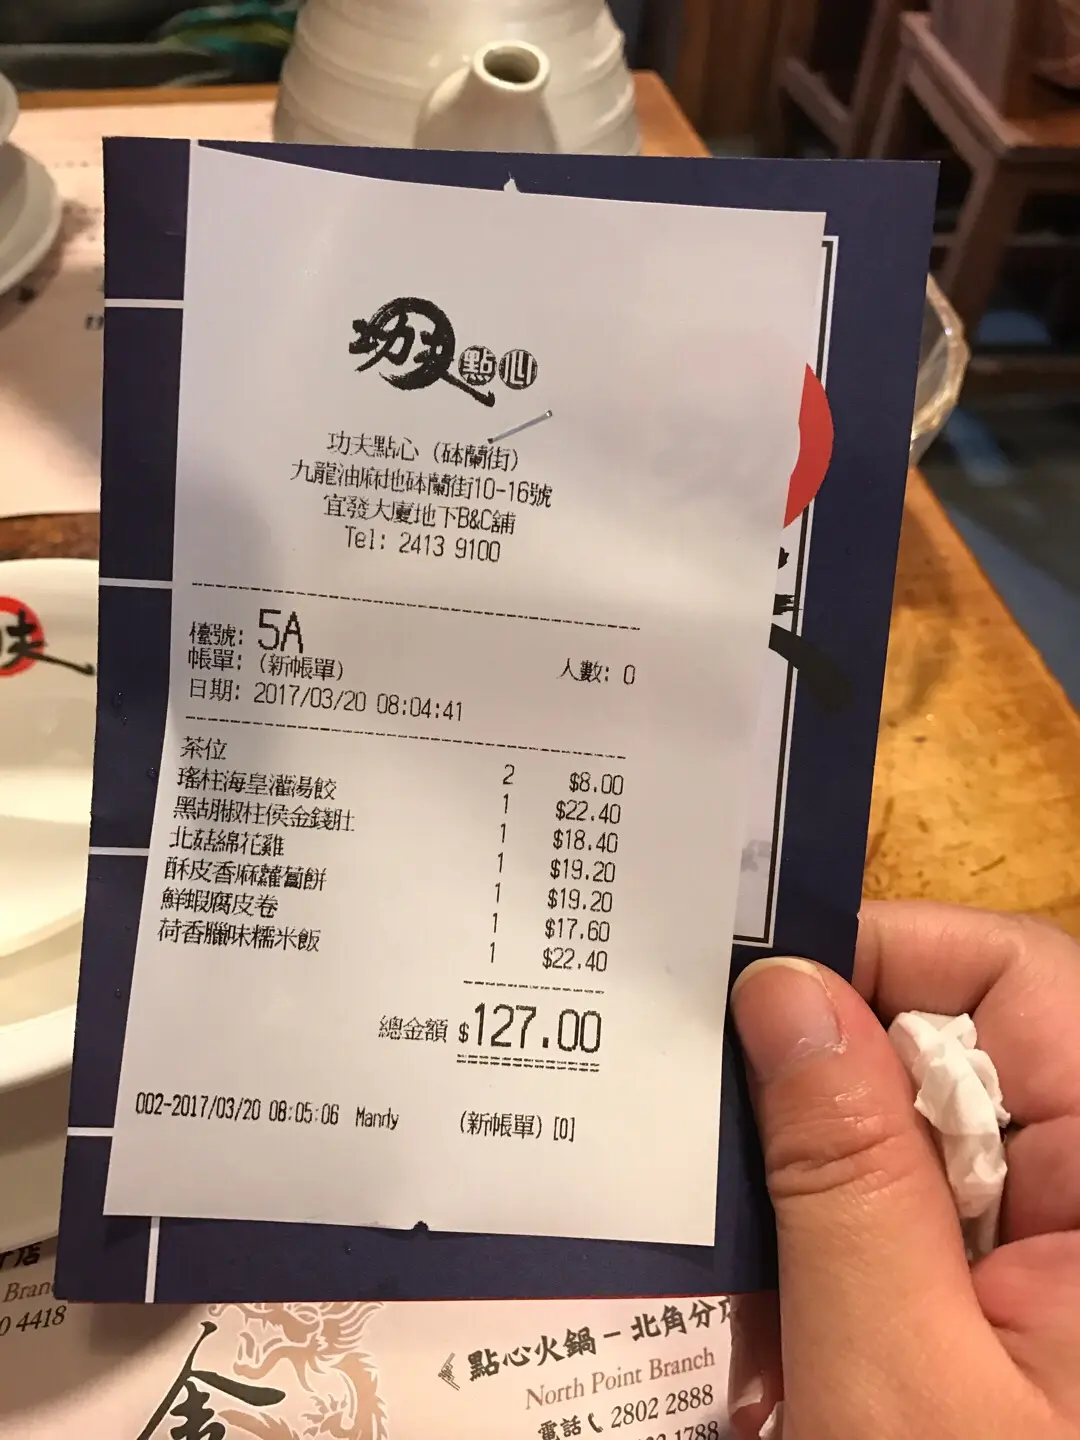 功夫點心
功夫點心 (砵蘭街)
九龍油麻地砵蘭街10-16號
宜發大廈地下B&C舖
Tel: 2413 9100
檯號: 5A
帳單: (新帳單) 人數: 0
日期: 2017/03/20 08:04:41
茶位 2 $8.00
瑤柱海皇灌湯餃 1 $22.40
黑胡椒柱侯金錢肚 1 $18.40
北菇綿花雞 1 $19.20
酥皮香麻蘿蔔餅 1 $19.20
鮮蝦腐皮卷 1 $17.60
荷香臘味糯米飯 1 $22.40
總金額 $127.00
002-2017/03/20 08:05:06 Mandy (新帳單) [0]
夫
店
Bran
0 4418
點心火鍋 - 北角分店
North Point Branch
電話 2802 2888
1788